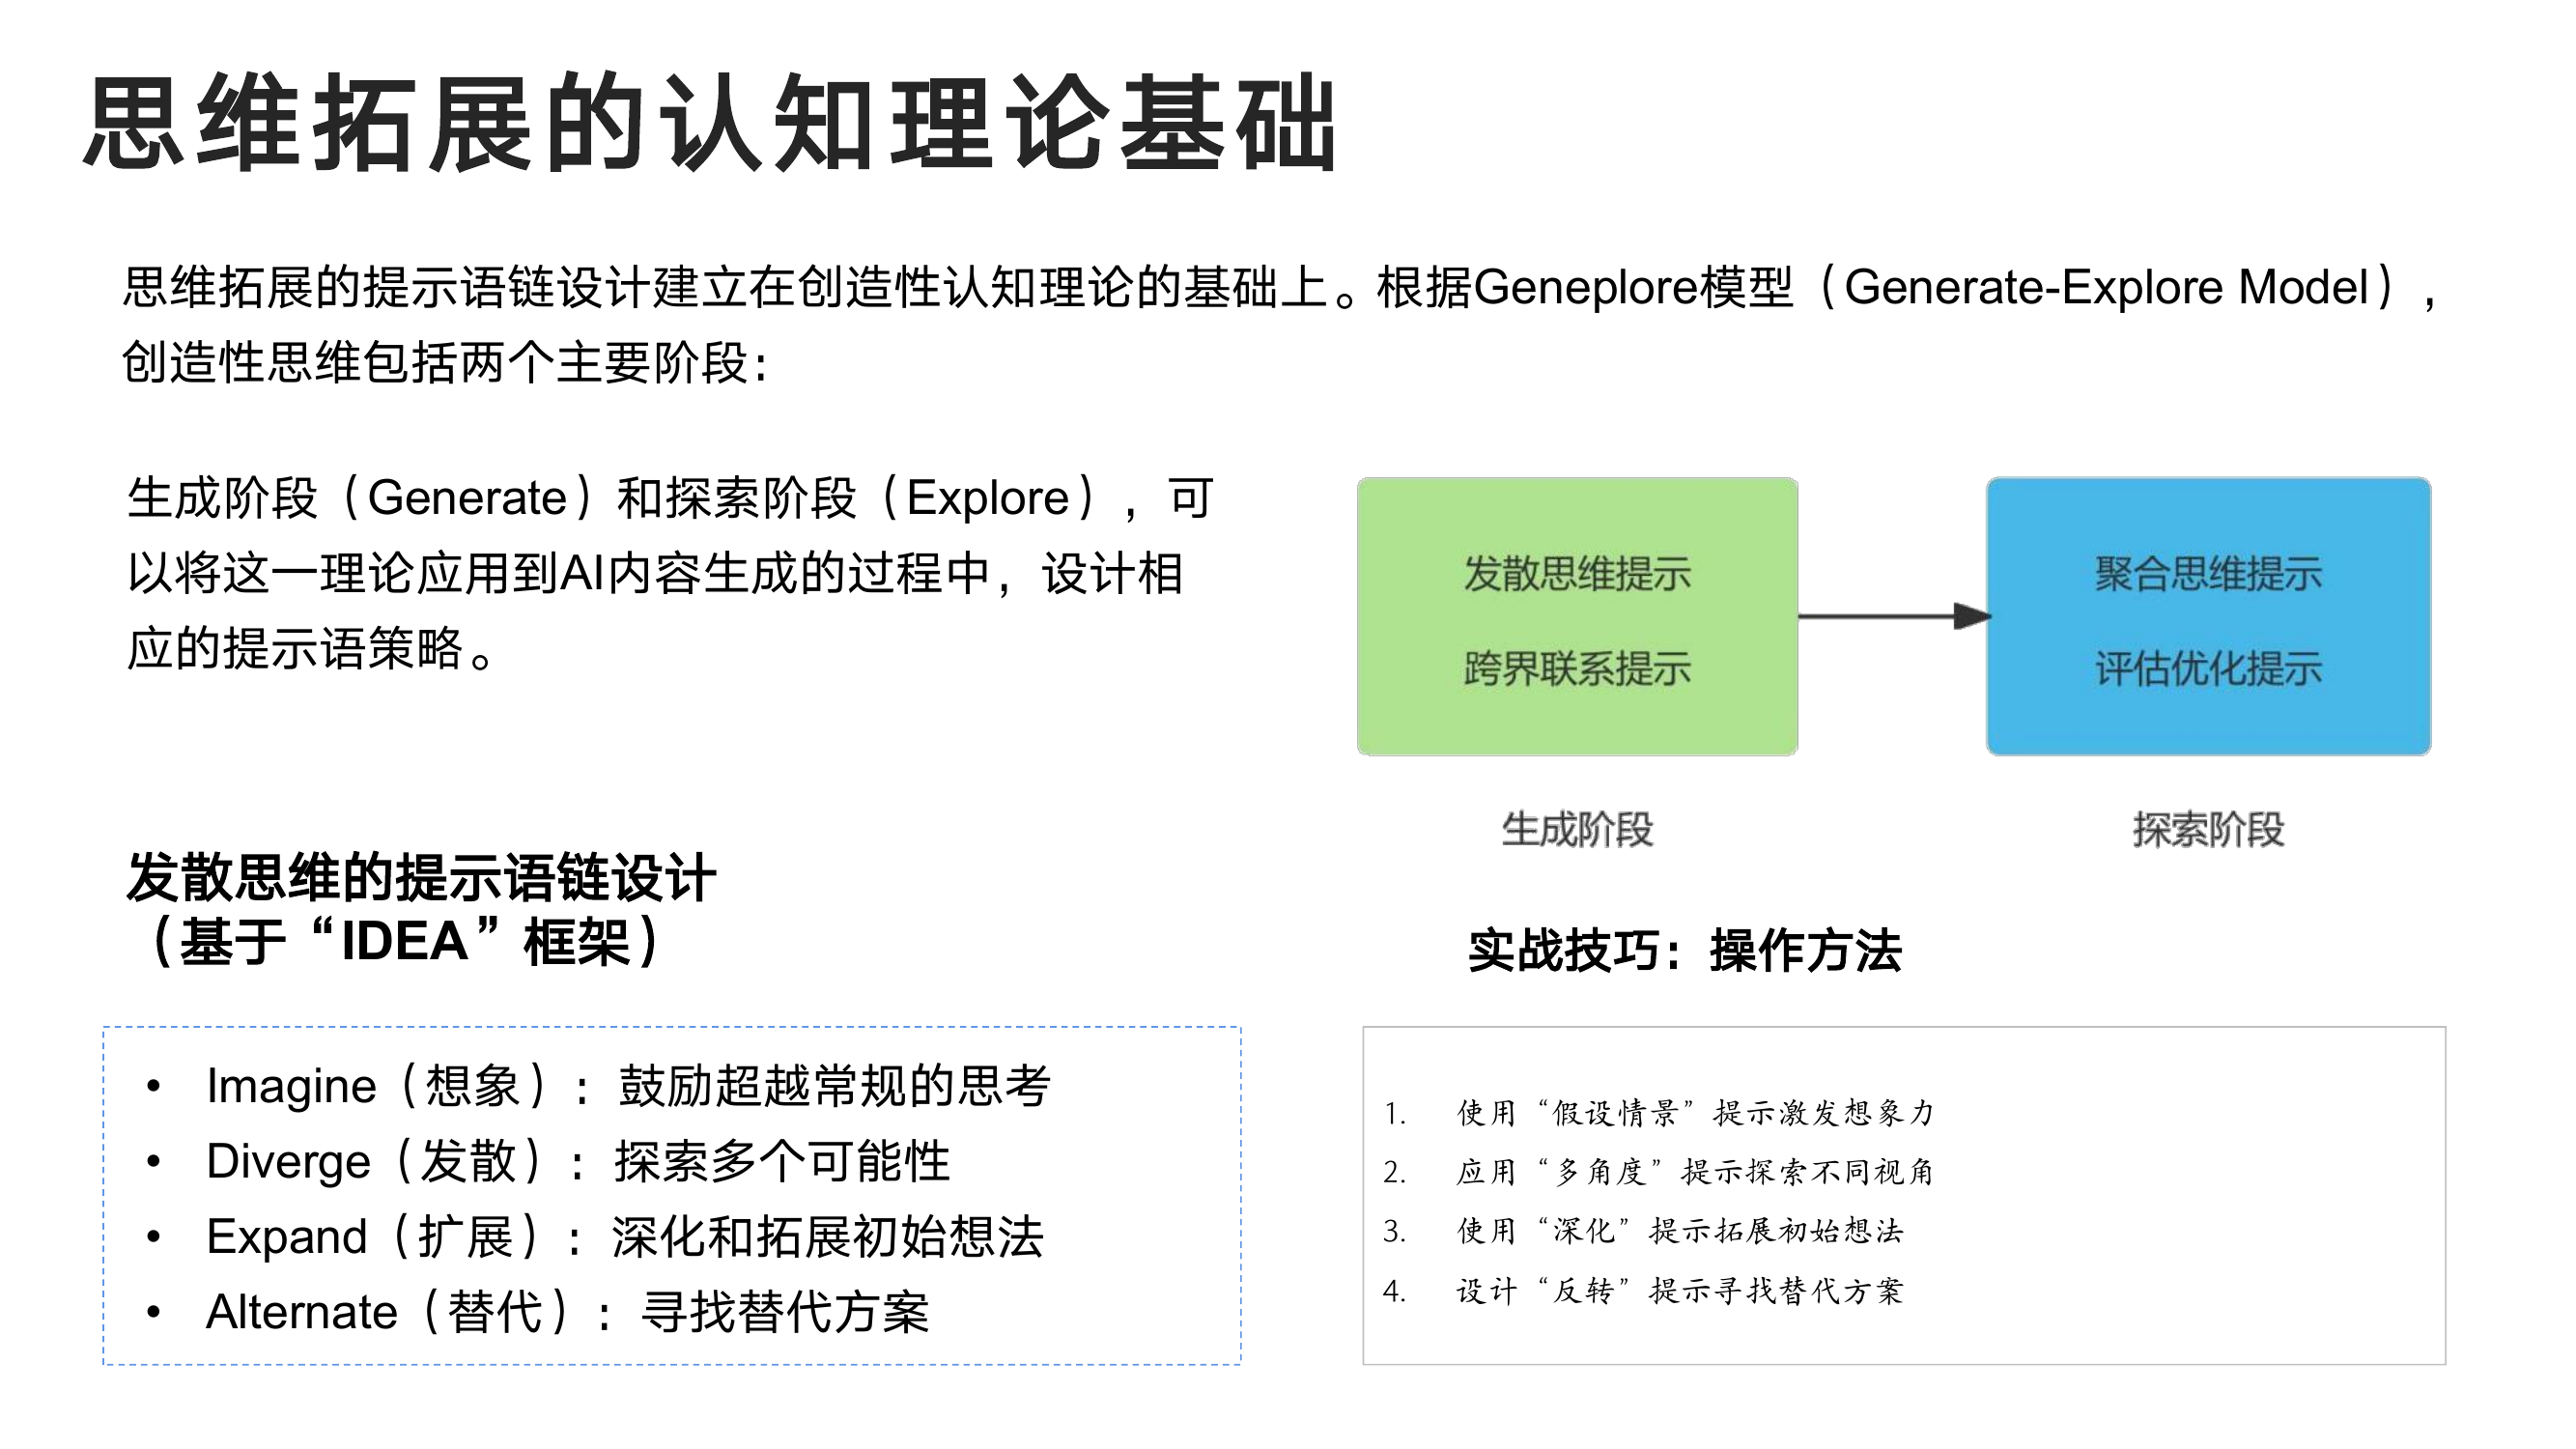 思维拓展的认知理论基础
思维拓展的提示语链设计建立在创造性认知理论的基础上。根据Geneplore模型（Generate-Explore Model），
创造性思维包括两个主要阶段：
生成阶段（Generate）和探索阶段（Explore），可
以将这一理论应用到AI内容生成的过程中，设计相
应的提示语策略。
发散思维提示
跨界联系提示
生成阶段
聚合思维提示
评估优化提示
探索阶段
发散思维的提示语链设计
（基于“IDEA”框架）
• Imagine（想象）：鼓励超越常规的思考
• Diverge（发散）：探索多个可能性
• Expand（扩展）：深化和拓展初始想法
• Alternate（替代）：寻找替代方案
实战技巧：操作方法
1. 使用“假设情景”提示激发想象力
2. 应用“多角度”提示探索不同视角
3. 使用“深化”提示拓展初始想法
4. 设计“反转”提示寻找替代方案